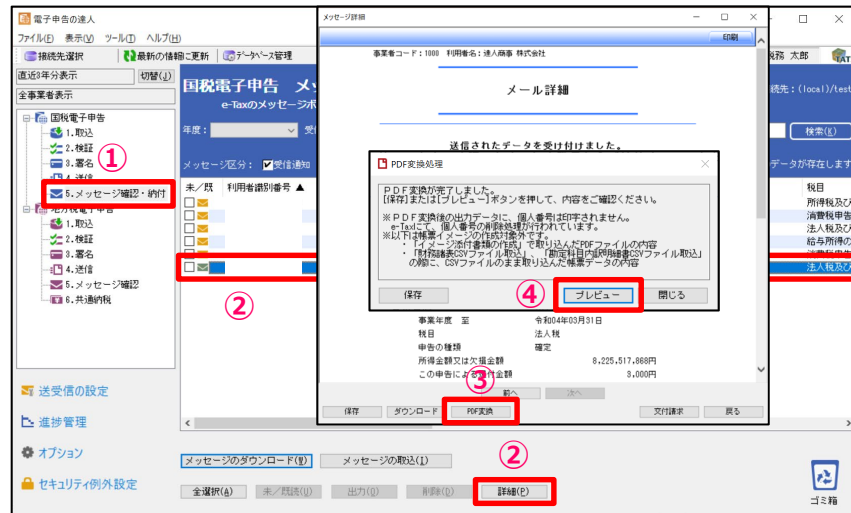 電子申告の達人
ファイル(F) 表示(V) ツール(T) ヘルプ(H)
接続先選択 最新の情報に更新 データベース管理
税務 太郎
直近3年分表示 切替(J)
全事業者表示
国税電子申告
1.取込
2.検証
3.署名
4.送信
5.メッセージ確認・納付
地方税電子申告
1.取込
2.検証
3.署名
4.送信
5.メッセージ確認
6.共通納税
①
②
送受信の設定
進捗管理
オプション
セキュリティ例外設定
国税電子申告 メ
e-Taxのメッセージボ
続先：(local)/test
年度： 受信
検索(K)
メッセージ区分： 受信通知
データが存在します
未/既 利用者識別番号 ▲
税目
所得税及び
消費税申告
法人税及び
給与所得の
法人税及び
メッセージ詳細
印刷
事業者コード：1000 利用者名：達人商事 株式会社
メール詳細
送信されたデータを受け付けました。
PDF変換処理
ＰＤＦ変換が完了しました。
[保存]または[プレビュー]ボタンを押して、内容をご確認ください。
※ＰＤＦ変換後の出力データに、個人番号は印字されません。
e-Taxにて、個人番号の削除処理が行われています。
※以下は帳票イメージの作成対象外です。
・「イメージ添付書類の作成」で取り込んだPDFファイルの内容
・「財務諸表CSVファイル取込」、「勘定科目内訳明細書CSVファイル取込」
の際に、CSVファイルのまま取り込んだ帳票データの内容
保存 ④ プレビュー 閉じる
事業年度 至 令和04年03月31日
税目 法人税
申告の種類 確定
所得金額又は欠損金額 8,225,517,868円
この申告による 付金額 3,000円
③
前へ 次へ
保存 ダウンロード PDF変換 交付請求 戻る
②
メッセージのダウンロード(W) メッセージの取込(I)
全選択(A) 未/既読(U) 出力(O) 削除(D) 詳細(P)
ゴミ箱